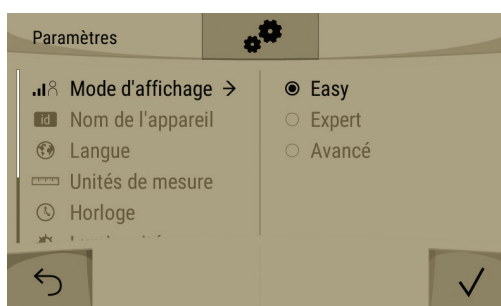 Paramètres
Mode d'affichage →
Easy
id Nom de l'appareil
Expert
Langue
Avancé
Unités de mesure
Horloge